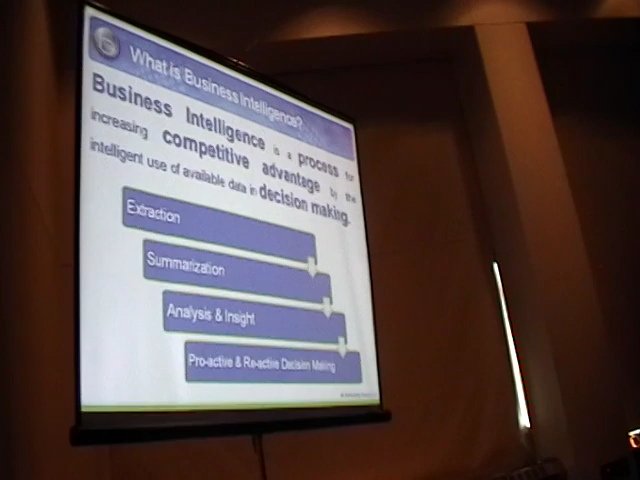 What is Business Intelligence?
Business Intelligence is a process for
increasing competitive advantage by the
intelligent use of available data in decision making.
Extraction
Summarization
Analysis & Insight
Pro-active & Re-active Decision Making